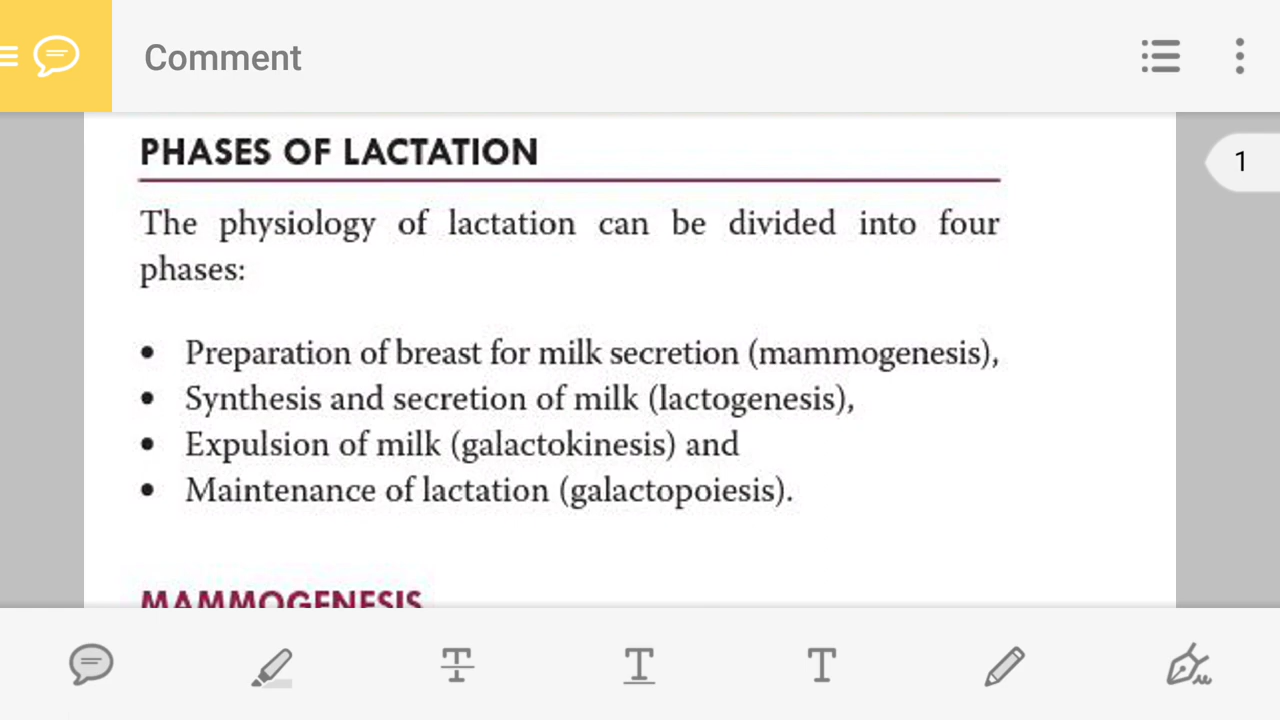 Comment
1
PHASES OF LACTATION
The physiology of lactation can be divided into four
phases:
• Preparation of breast for milk secretion (mammogenesis),
• Synthesis and secretion of milk (lactogenesis),
• Expulsion of milk (galactokinesis) and
• Maintenance of lactation (galactopoiesis).
MAMMOGENESIS